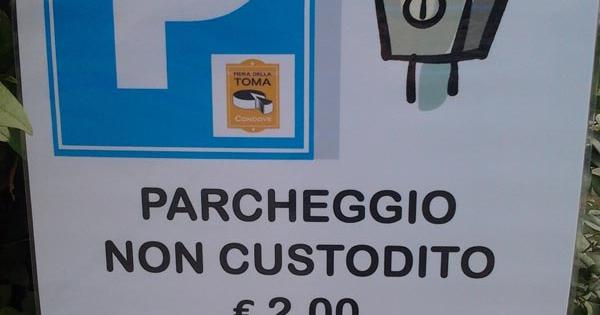 P
FIERA DELLA
TOMA
CONDOVE
PARCHEGGIO
NON CUSTODITO
€ 2,00